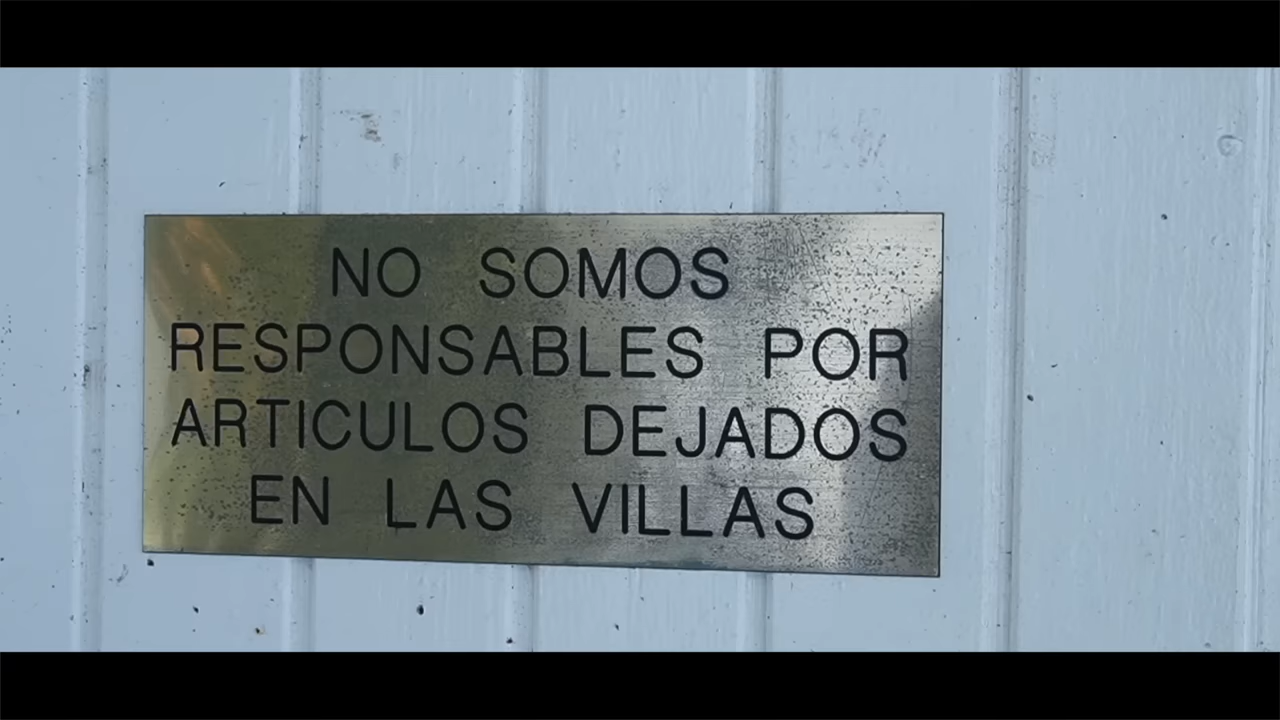 NO SOMOS
RESPONSABLES POR
ARTICULOS DEJADOS
EN LAS VILLAS